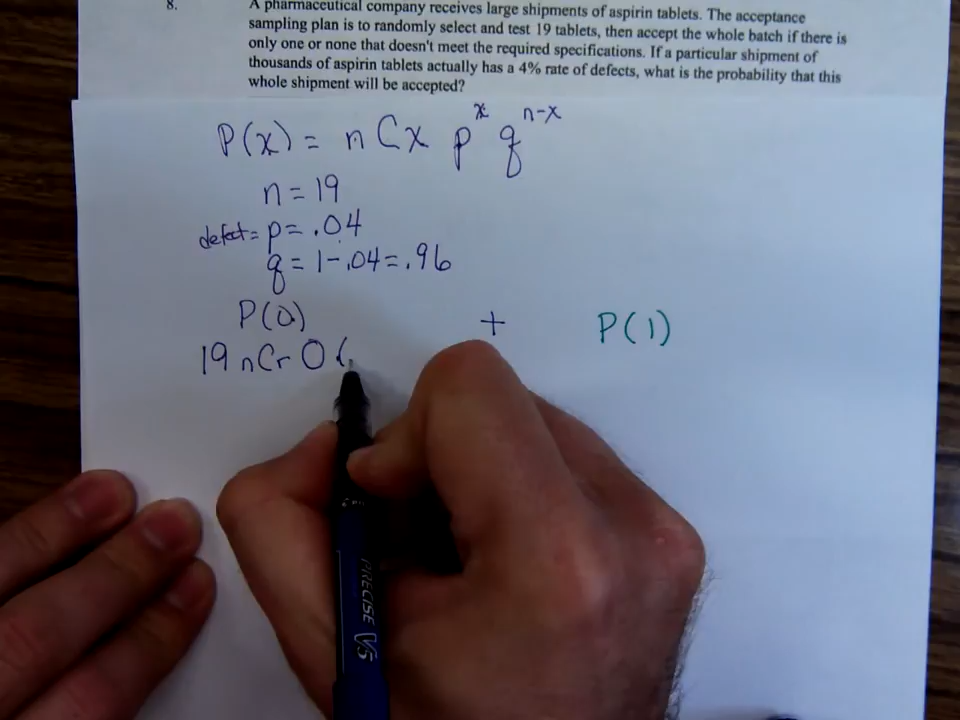 8. A pharmaceutical company receives large shipments of aspirin tablets. The acceptance
sampling plan is to randomly select and test 19 tablets, then accept the whole batch if there is
only one or none that doesn't meet the required specifications. If a particular shipment of
thousands of aspirin tablets actually has a 4% rate of defects, what is the probability that this
whole shipment will be accepted?
P(x) = nCx p^x q^n-x
n = 19
defect = p = .04
q = 1 - .04 = .96
P(0) + P(1)
19 nCr 0 (.
PRECISE V5